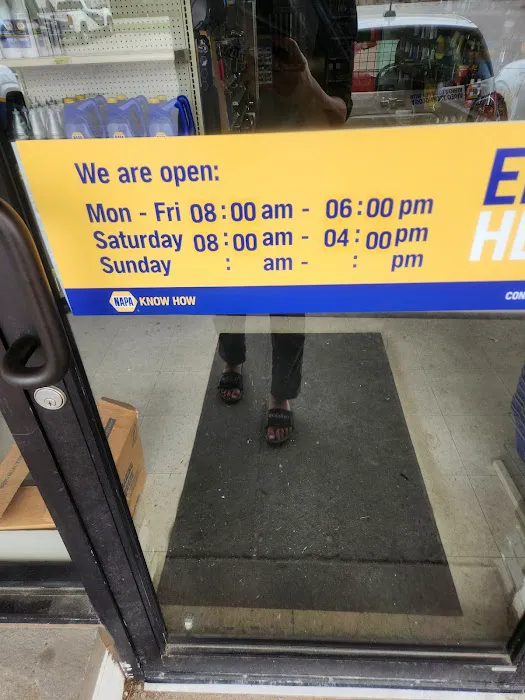 We are open:
Mon - Fri 08:00 am - 06:00 pm
Saturday 08:00 am - 04:00 pm
Sunday : am - : pm
NAPA KNOW HOW